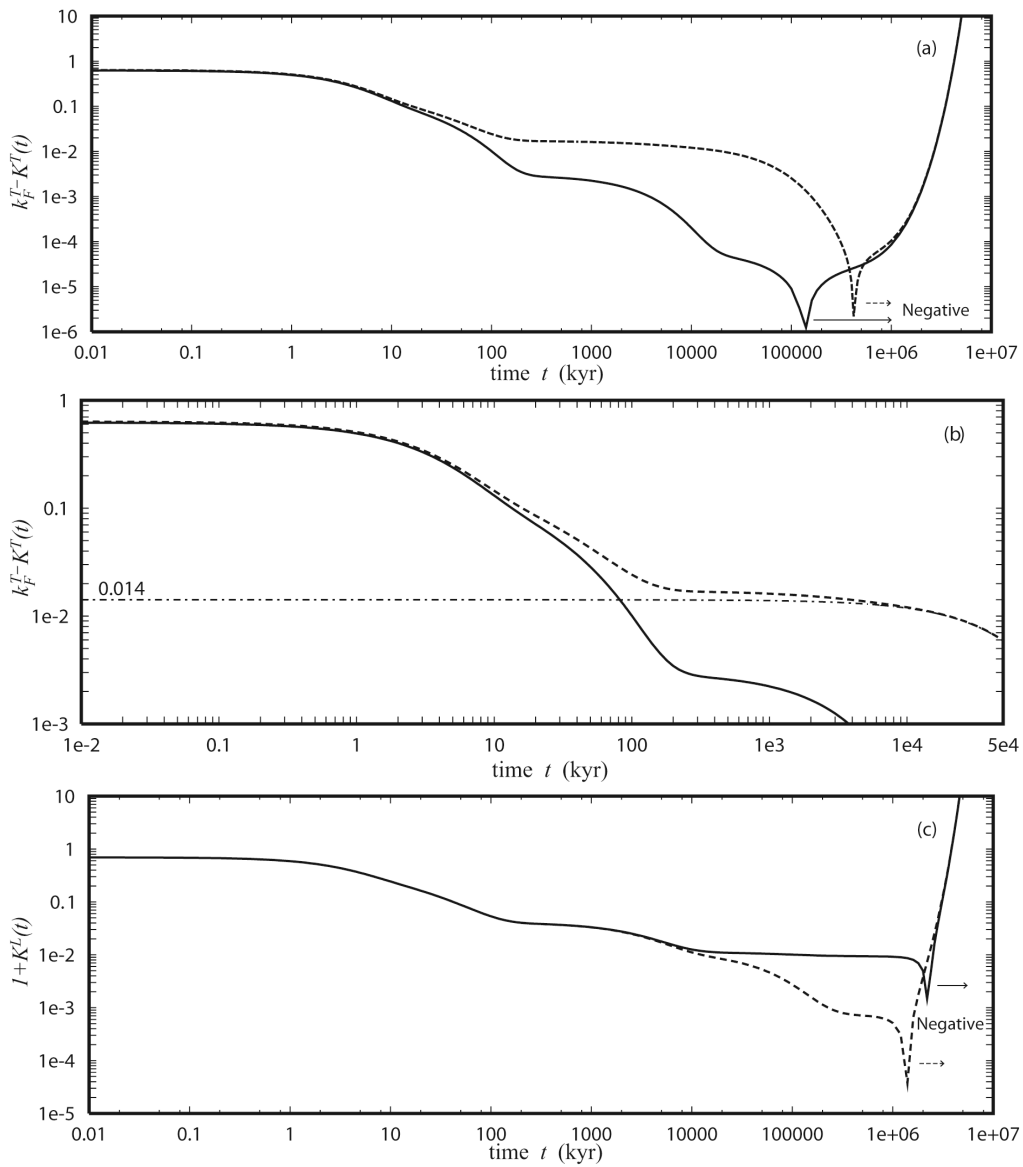 10
1
0.1
1e-2
1e-3
1e-4
1e-5
1e-6
k_F^T−K^T(t)
(a)
Negative
0.01 0.1 1 10 100 1000 10000 100000 1e+06 1e+07
time t (kyr)
1
0.1
1e-2
1e-3
k_F^T−K^T(t)
(b)
0.014
1e-2 0.1 1 10 100 1e3 1e4 5e4
time t (kyr)
10
1
0.1
1e-2
1e-3
1e-4
1e-5
1+K^L(t)
(c)
Negative
0.01 0.1 1 10 100 1000 10000 100000 1e+06 1e+07
time t (kyr)